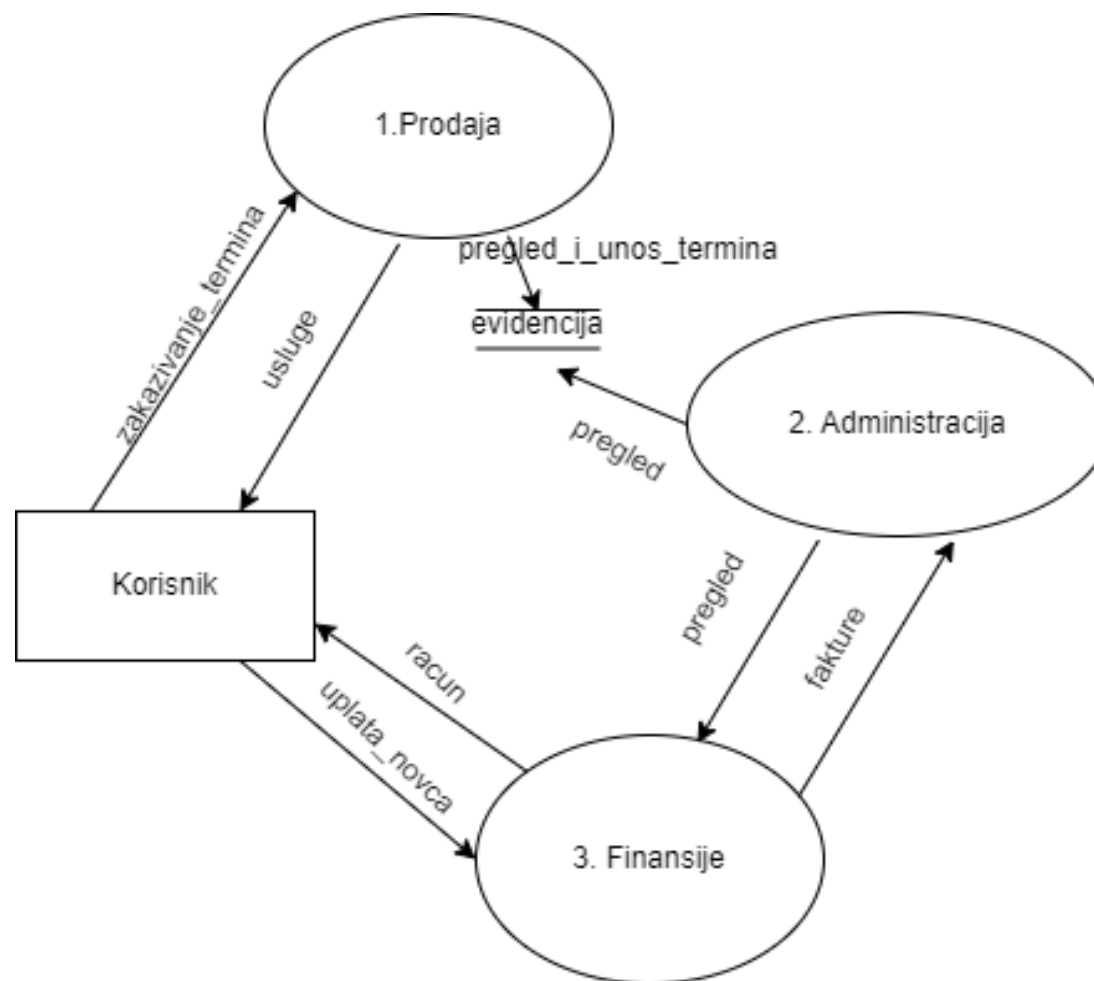 1.Prodaja
zakazivanje_termina
usluge
pregled_i_unos_termina
evidencija
2. Administracija
pregled
Korisnik
pregled
fakture
racun
uplata_novca
3. Finansije